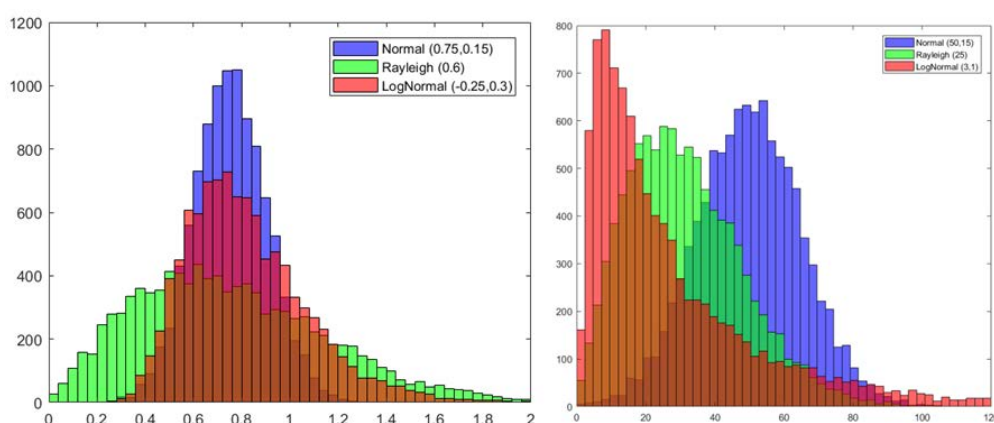 1200
1000
800
600
400
200
0
0 0.2 0.4 0.6 0.8 1 1.2 1.4 1.6 1.8 2
Normal (0.75,0.15)
Rayleigh (0.6)
LogNormal (-0.25,0.3)
800
700
600
500
400
300
200
100
0
0 20 40 60 80 100 120
Normal (50,15)
Rayleigh (25)
LogNormal (3,1)